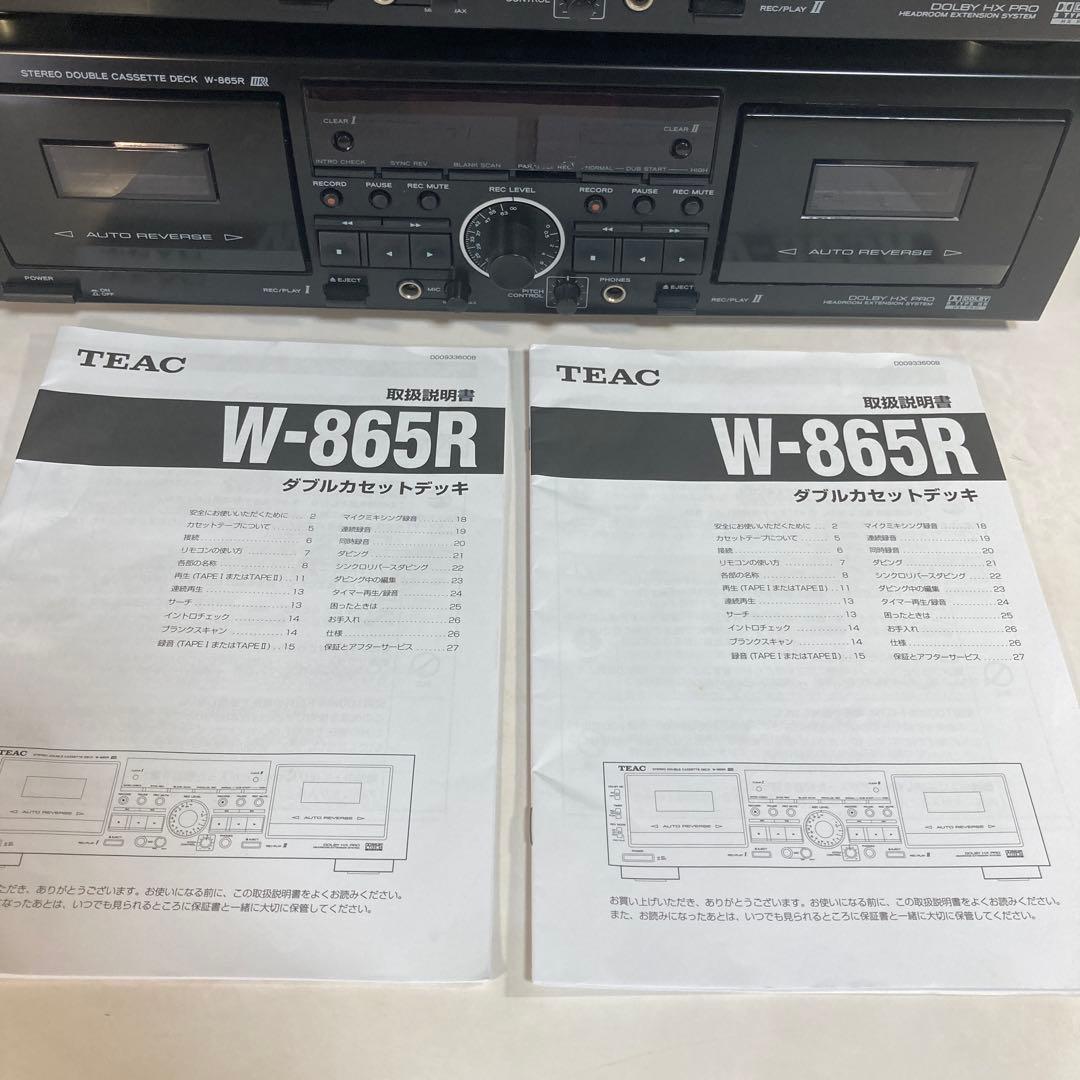 CONTROL
REC/PLAY II
DOLBY HX PRO
HEADROOM EXTENSION SYSTEM
STEREO DOUBLE CASSETTE DECK W-865R
CLEAR I
CLEAR II
INTRO CHECK
SYNC REV.
BLANK SCAN
NORMAL
DUB START
HIGH
RECORD
PAUSE
REC MUTE
REC LEVEL
RECORD
PAUSE
REC MUTE
AUTO REVERSE
AUTO REVERSE
POWER
ON
OFF
REC/PLAY I
EJECT
MIC
PITCH
CONTROL
PHONES
EJECT
REC/PLAY II
DOLBY HX PRO
HEADROOM EXTENSION SYSTEM
TEAC
D00933600B
取扱説明書
W-865R
ダブルカセットデッキ
安全にお使いいただくために .... 2
カセットテープについて ........ 5
接続 ........ 6
リモコンの使い方 ........ 7
各部の名称 ........ 8
再生 (TAPE I またはTAPE II) .. 11
連続再生 ........ 13
サーチ ........ 13
イントロチェック ........ 14
ブランクスキャン ........ 14
録音 (TAPE I またはTAPE II) .. 15
マイクミキシング録音 ........ 18
連続録音 ........ 19
同時録音 ........ 20
ダビング ........ 21
シンクロリバースダビング ..... 22
ダビング中の編集 ........ 23
タイマー再生/録音 ........ 24
困ったときは ........ 25
お手入れ ........ 26
仕様 ........ 26
保証とアフターサービス ....... 27
TEAC
AUTO REVERSE
AUTO REVERSE
ただき、ありがとうございます。お使いになる前に、この取扱説明書をよくお読みください。
になったあとは、いつでも見られるところに保証書と一緒に大切に保管してください。
TEAC
D00933600B
取扱説明書
W-865R
ダブルカセットデッキ
安全にお使いいただくために .... 2
カセットテープについて ........ 5
接続 ........ 6
リモコンの使い方 ........ 7
各部の名称 ........ 8
再生 (TAPE I またはTAPE II) .. 11
連続再生 ........ 13
サーチ ........ 13
イントロチェック ........ 14
ブランクスキャン ........ 14
録音 (TAPE I またはTAPE II) .. 15
マイクミキシング録音 ........ 18
連続録音 ........ 19
同時録音 ........ 20
ダビング ........ 21
シンクロリバースダビング ..... 22
ダビング中の編集 ........ 23
タイマー再生/録音 ........ 24
困ったときは ........ 25
お手入れ ........ 26
仕様 ........ 26
保証とアフターサービス ....... 27
TEAC
STEREO DOUBLE CASSETTE DECK W-865R
AUTO REVERSE
AUTO REVERSE
お買い上げいただき、ありがとうございます。お使いになる前に、この取扱説明書をよくお読みください。
また、お読みになったあとは、いつでも見られるところに保証書と一緒に大切に保管してください。